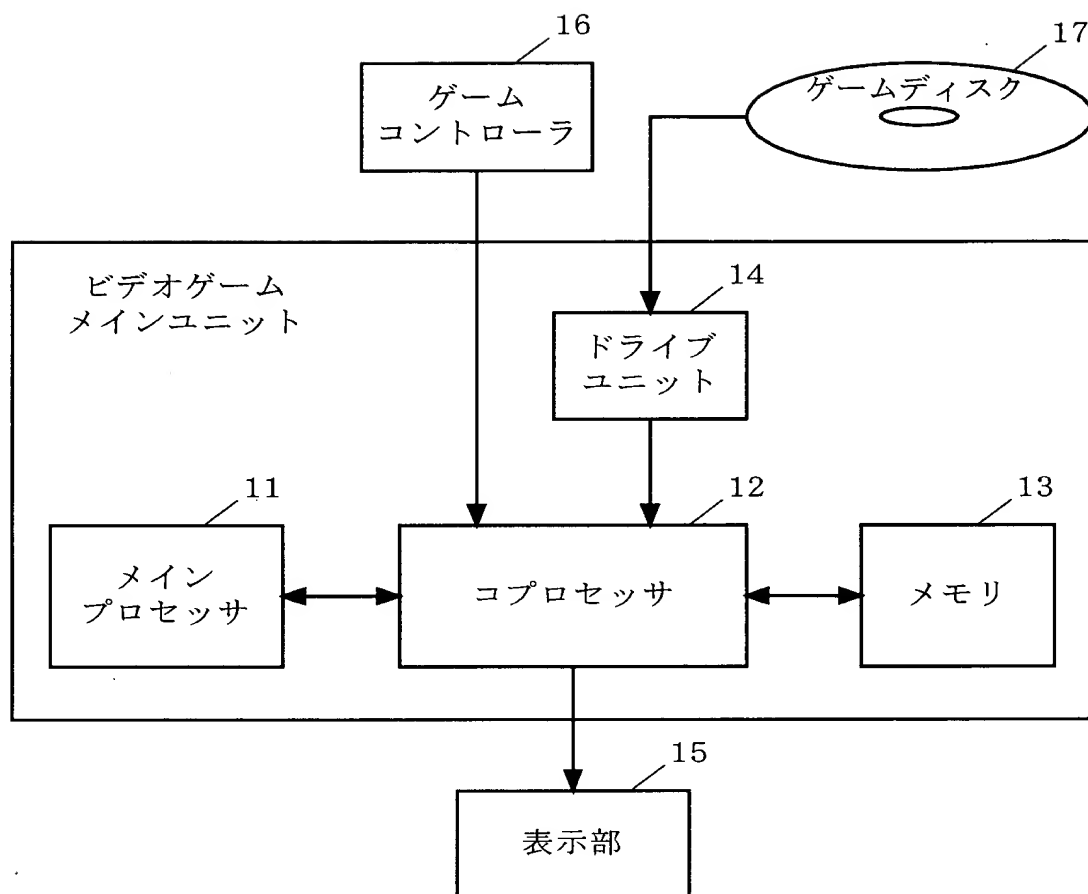 16
ゲーム
コントローラ
17
ゲームディスク
ビデオゲーム
メインユニット
14
ドライブ
ユニット
11
メイン
プロセッサ
12
コプロセッサ
13
メモリ
15
表示部